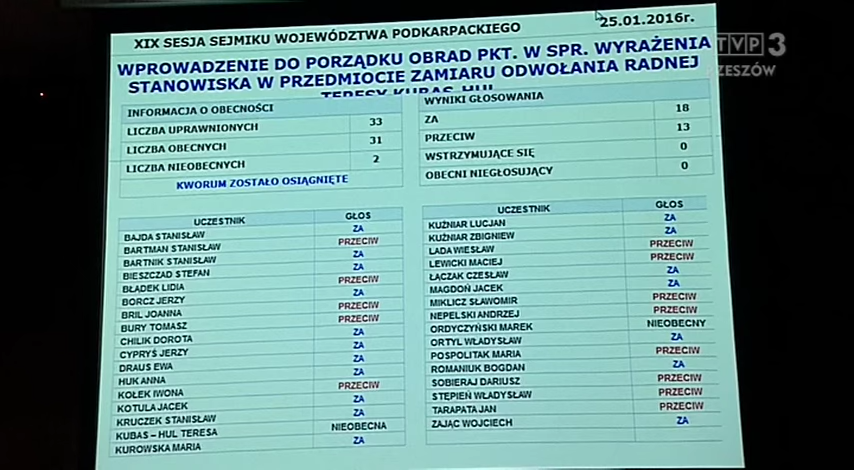 XIX SESJA SEJMIKU WOJEWÓDZTWA PODKARPACKIEGO
25.01.2016r.
TVP 3
RZESZÓW
WPROWADZENIE DO PORZĄDKU OBRAD PKT. W SPR. WYRAŻENIA
STANOWISKA W PRZEDMIOCIE ZAMIARU ODWOŁANIA RADNEJ
TERESY KUBAS-HUL
INFORMACJA O OBECNOŚCI
LICZBA UPRAWNIONYCH 33
LICZBA OBECNYCH 31
LICZBA NIEOBECNYCH 2
KWORUM ZOSTAŁO OSIĄGNIĘTE
WYNIKI GŁOSOWANIA
ZA 18
PRZECIW 13
WSTRZYMUJĄCE SIĘ 0
OBECNI NIEGŁOSUJĄCY 0
UCZESTNIK GŁOS
BAJDA STANISŁAW ZA
BARTMAN STANISŁAW PRZECIW
BARTNIK STANISŁAW ZA
BIESZCZAD STEFAN ZA
BŁĄDEK LIDIA PRZECIW
BORCZ JERZY ZA
BRIL JOANNA PRZECIW
BURY TOMASZ PRZECIW
CHILIK DOROTA ZA
CYPRYŚ JERZY ZA
DRAUS EWA ZA
HUK ANNA ZA
KOŁEK IWONA PRZECIW
KOTULA JACEK ZA
KRUCZEK STANISŁAW ZA
KUBAS – HUL TERESA NIEOBECNA
KUROWSKA MARIA ZA
UCZESTNIK GŁOS
KUŹNIAR LUCJAN ZA
KUŹNIAR ZBIGNIEW ZA
LADA WIESŁAW PRZECIW
LEWICKI MACIEJ PRZECIW
ŁĄCZAK CZESŁAW ZA
MAGDOŃ JACEK ZA
MIKLICZ SŁAWOMIR PRZECIW
NEPELSKI ANDRZEJ PRZECIW
ORDYCZYŃSKI MAREK NIEOBECNY
ORTYL WŁADYSŁAW ZA
POSPOLITAK MARIA PRZECIW
ROMANIUK BOGDAN ZA
SOBIERAJ DARIUSZ PRZECIW
STĘPIEŃ WŁADYSŁAW PRZECIW
TARAPATA JAN PRZECIW
ZAJĄC WOJCIECH ZA